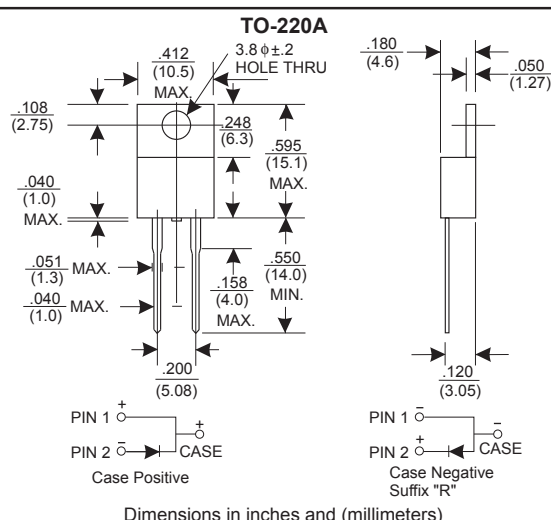 TO-220A
.412
(10.5)
MAX.
3.8 ϕ±.2
HOLE THRU
.180
(4.6)
.050
(1.27)
.108
(2.75)
.248
(6.3)
.595
(15.1)
MAX.
.040
(1.0)
MAX.
.051
(1.3) MAX.
.040
(1.0) MAX.
.158
(4.0)
MAX.
.550
(14.0)
MIN.
.200
(5.08)
.120
(3.05)
PIN 1 +
PIN 2 -
+
CASE
Case Positive
PIN 1 -
PIN 2 +
-
CASE
Case Negative
Suffix "R"
Dimensions in inches and (millimeters)